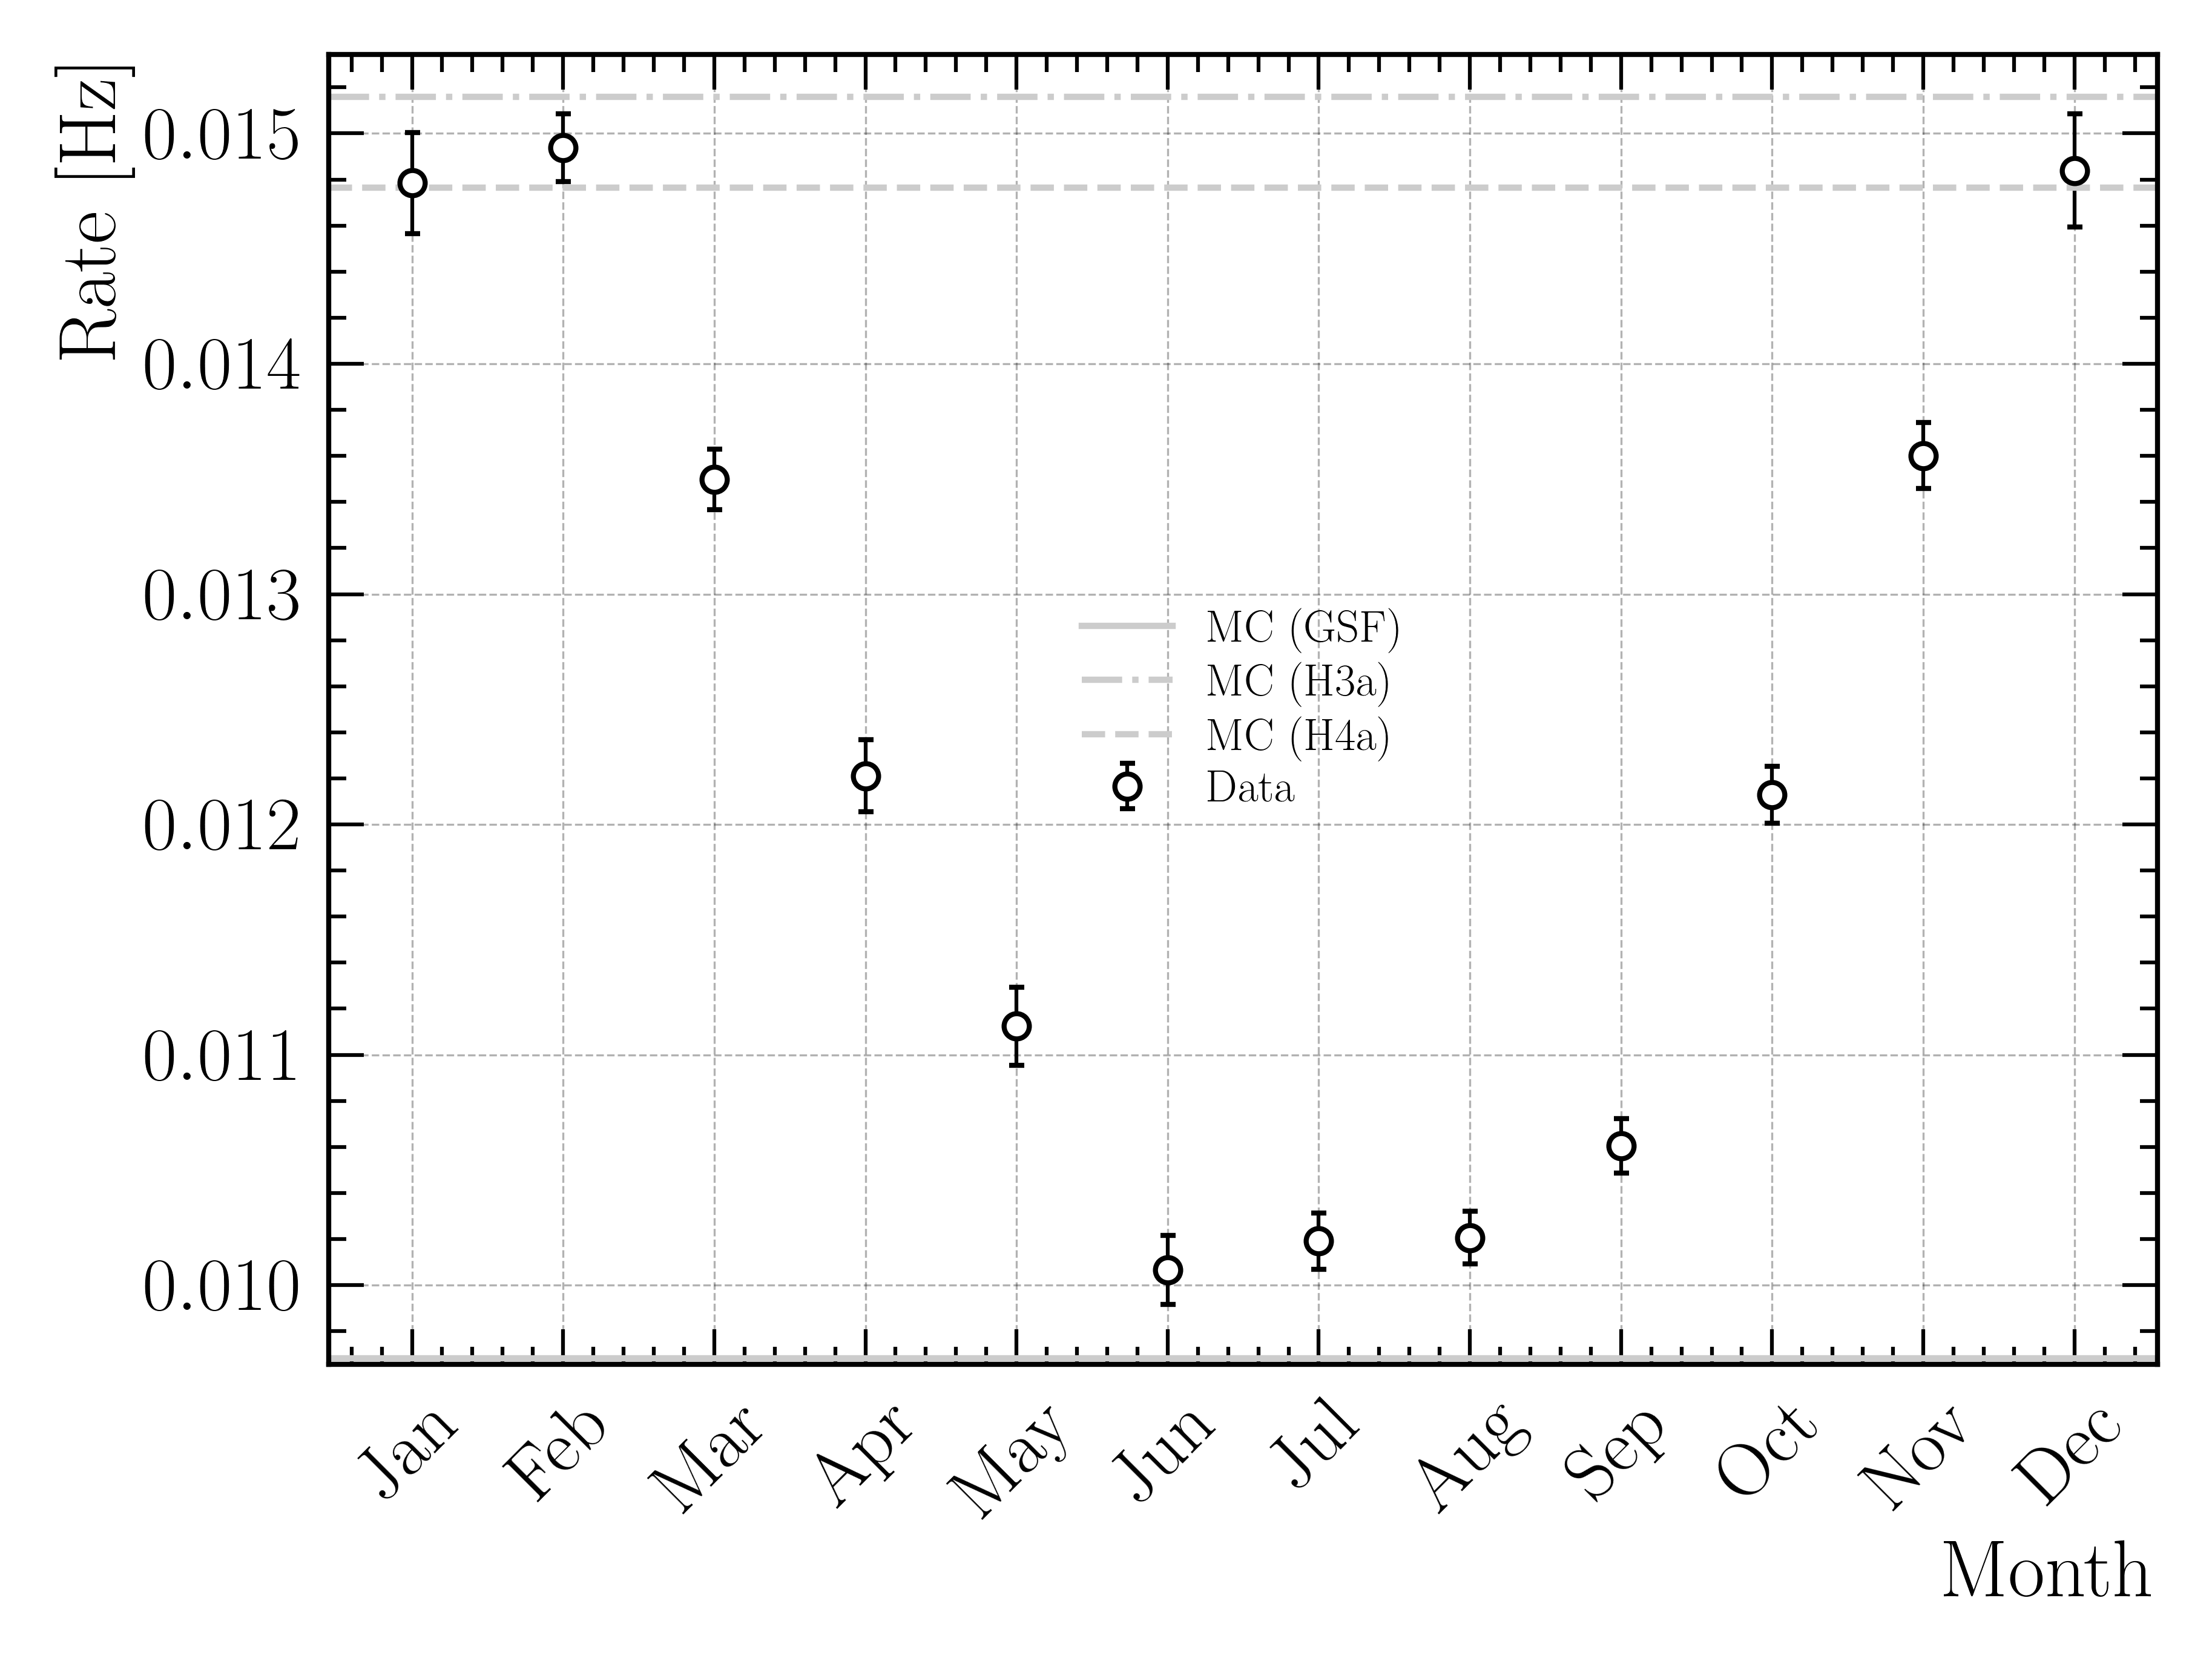 Rate [Hz]
0.015
0.014
0.013
0.012
0.011
0.010
MC (GSF)
MC (H3a)
MC (H4a)
Data
Jan Feb Mar Apr May Jun Jul Aug Sep Oct Nov Dec
Month